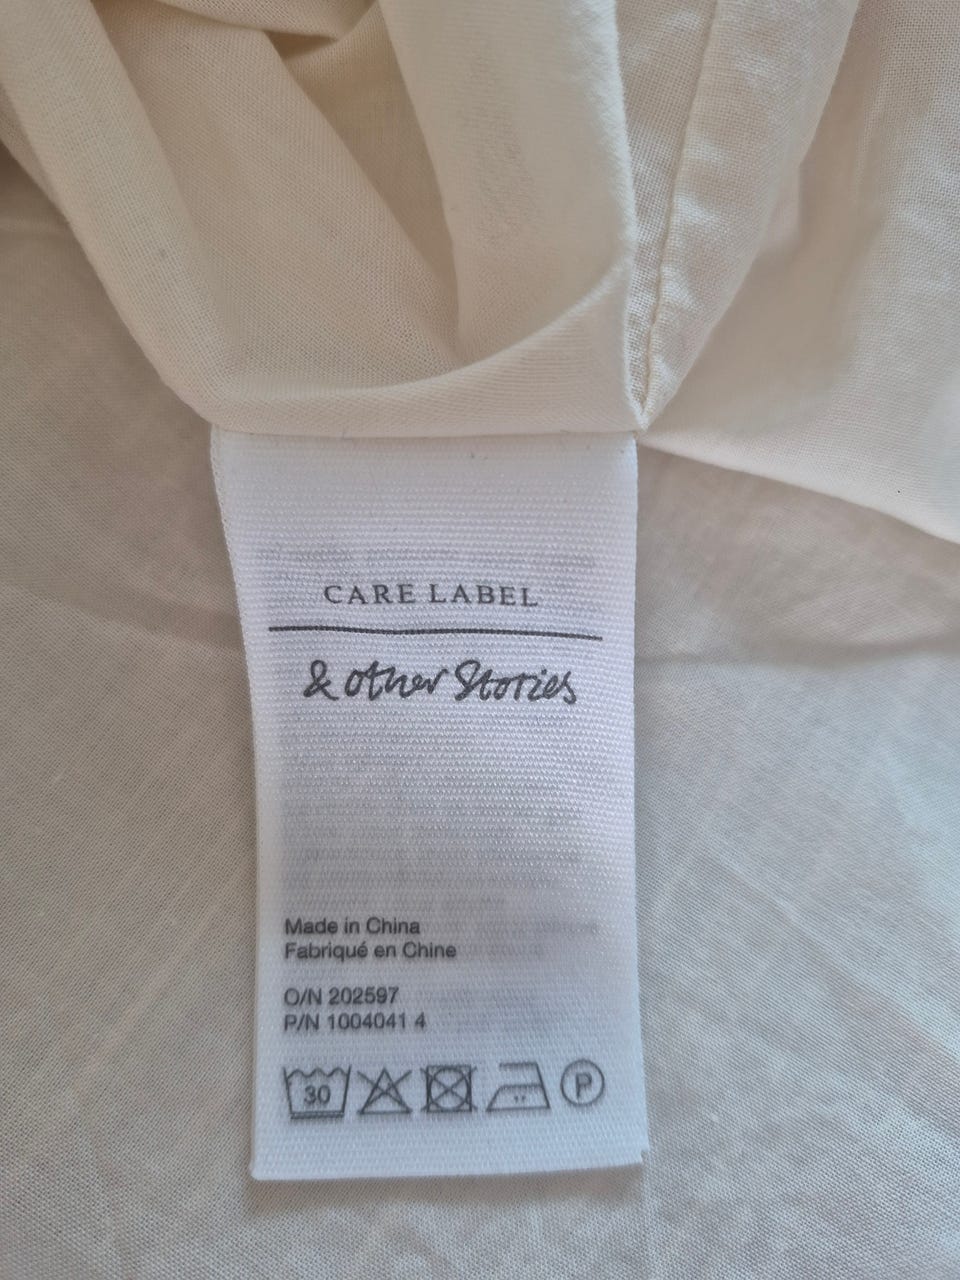 CARE LABEL
& other Stories
Made in China
Fabriqué en Chine
O/N 202597
P/N 1004041 4
30
P